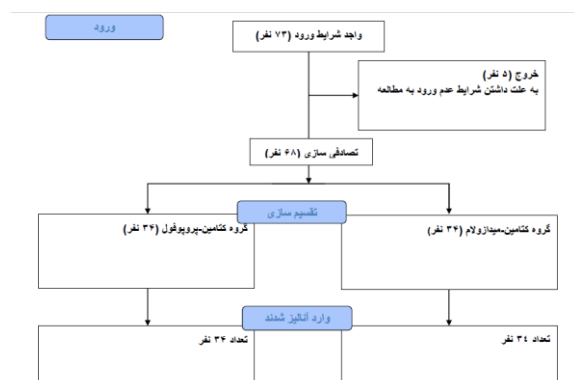 ورود
واجد شرایط ورود (۷۳ نفر)
خروج (۵ نفر)
به علت داشتن شرایط عدم ورود به مطالعه
تصادفی سازی (۶۸ نفر)
تقسیم سازی
گروه کتامین-میدازولام (۳۴ نفر)
گروه کتامین-پروپوفول (۳۴ نفر)
وارد آنالیز شدند
تعداد ٣٤ نفر
تعداد ۳۴ نفر